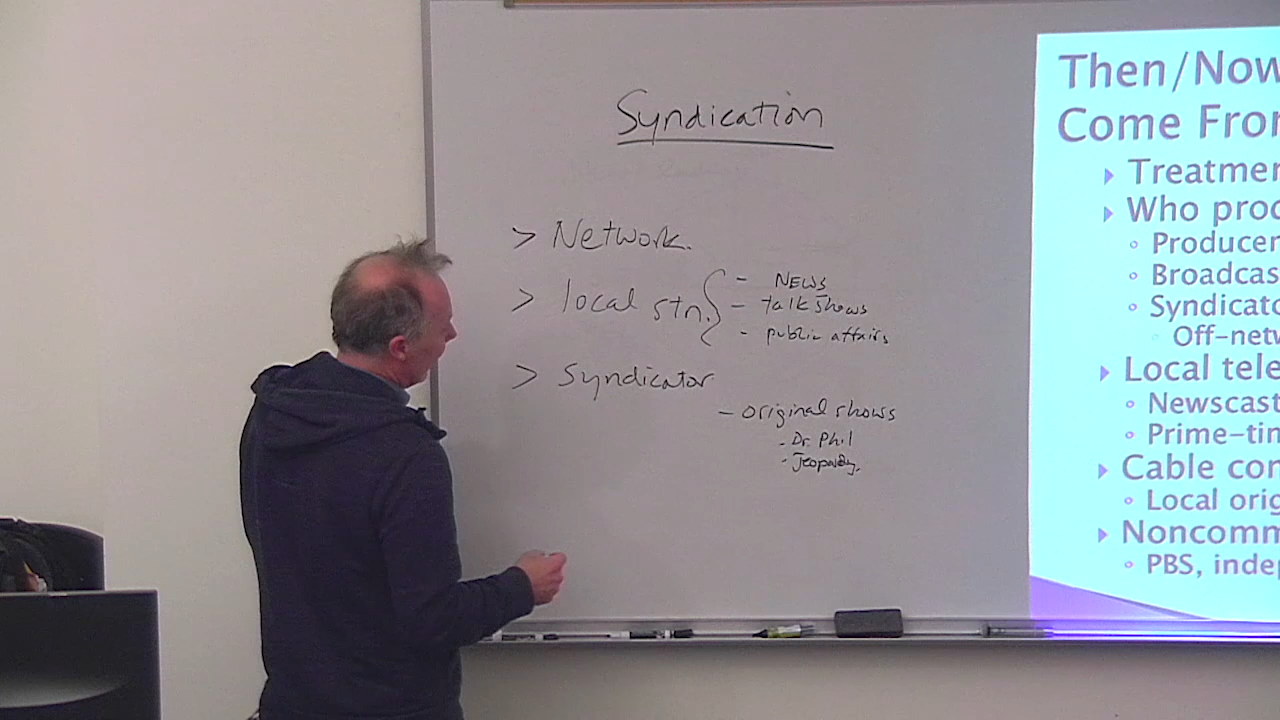 Syndication
> Network.
> local stn. { - NEWS
- talk shows
- public affairs
> Syndicator
- original shows
- Dr. Phil
- Jeopardy.
Then/Now
Come Fro
Treatmen
Who prod
Producer
Broadcas
Syndicato
Off-netw
Local tele
Newscast
Prime-tim
Cable con
Local orig
Noncomm
PBS, indep